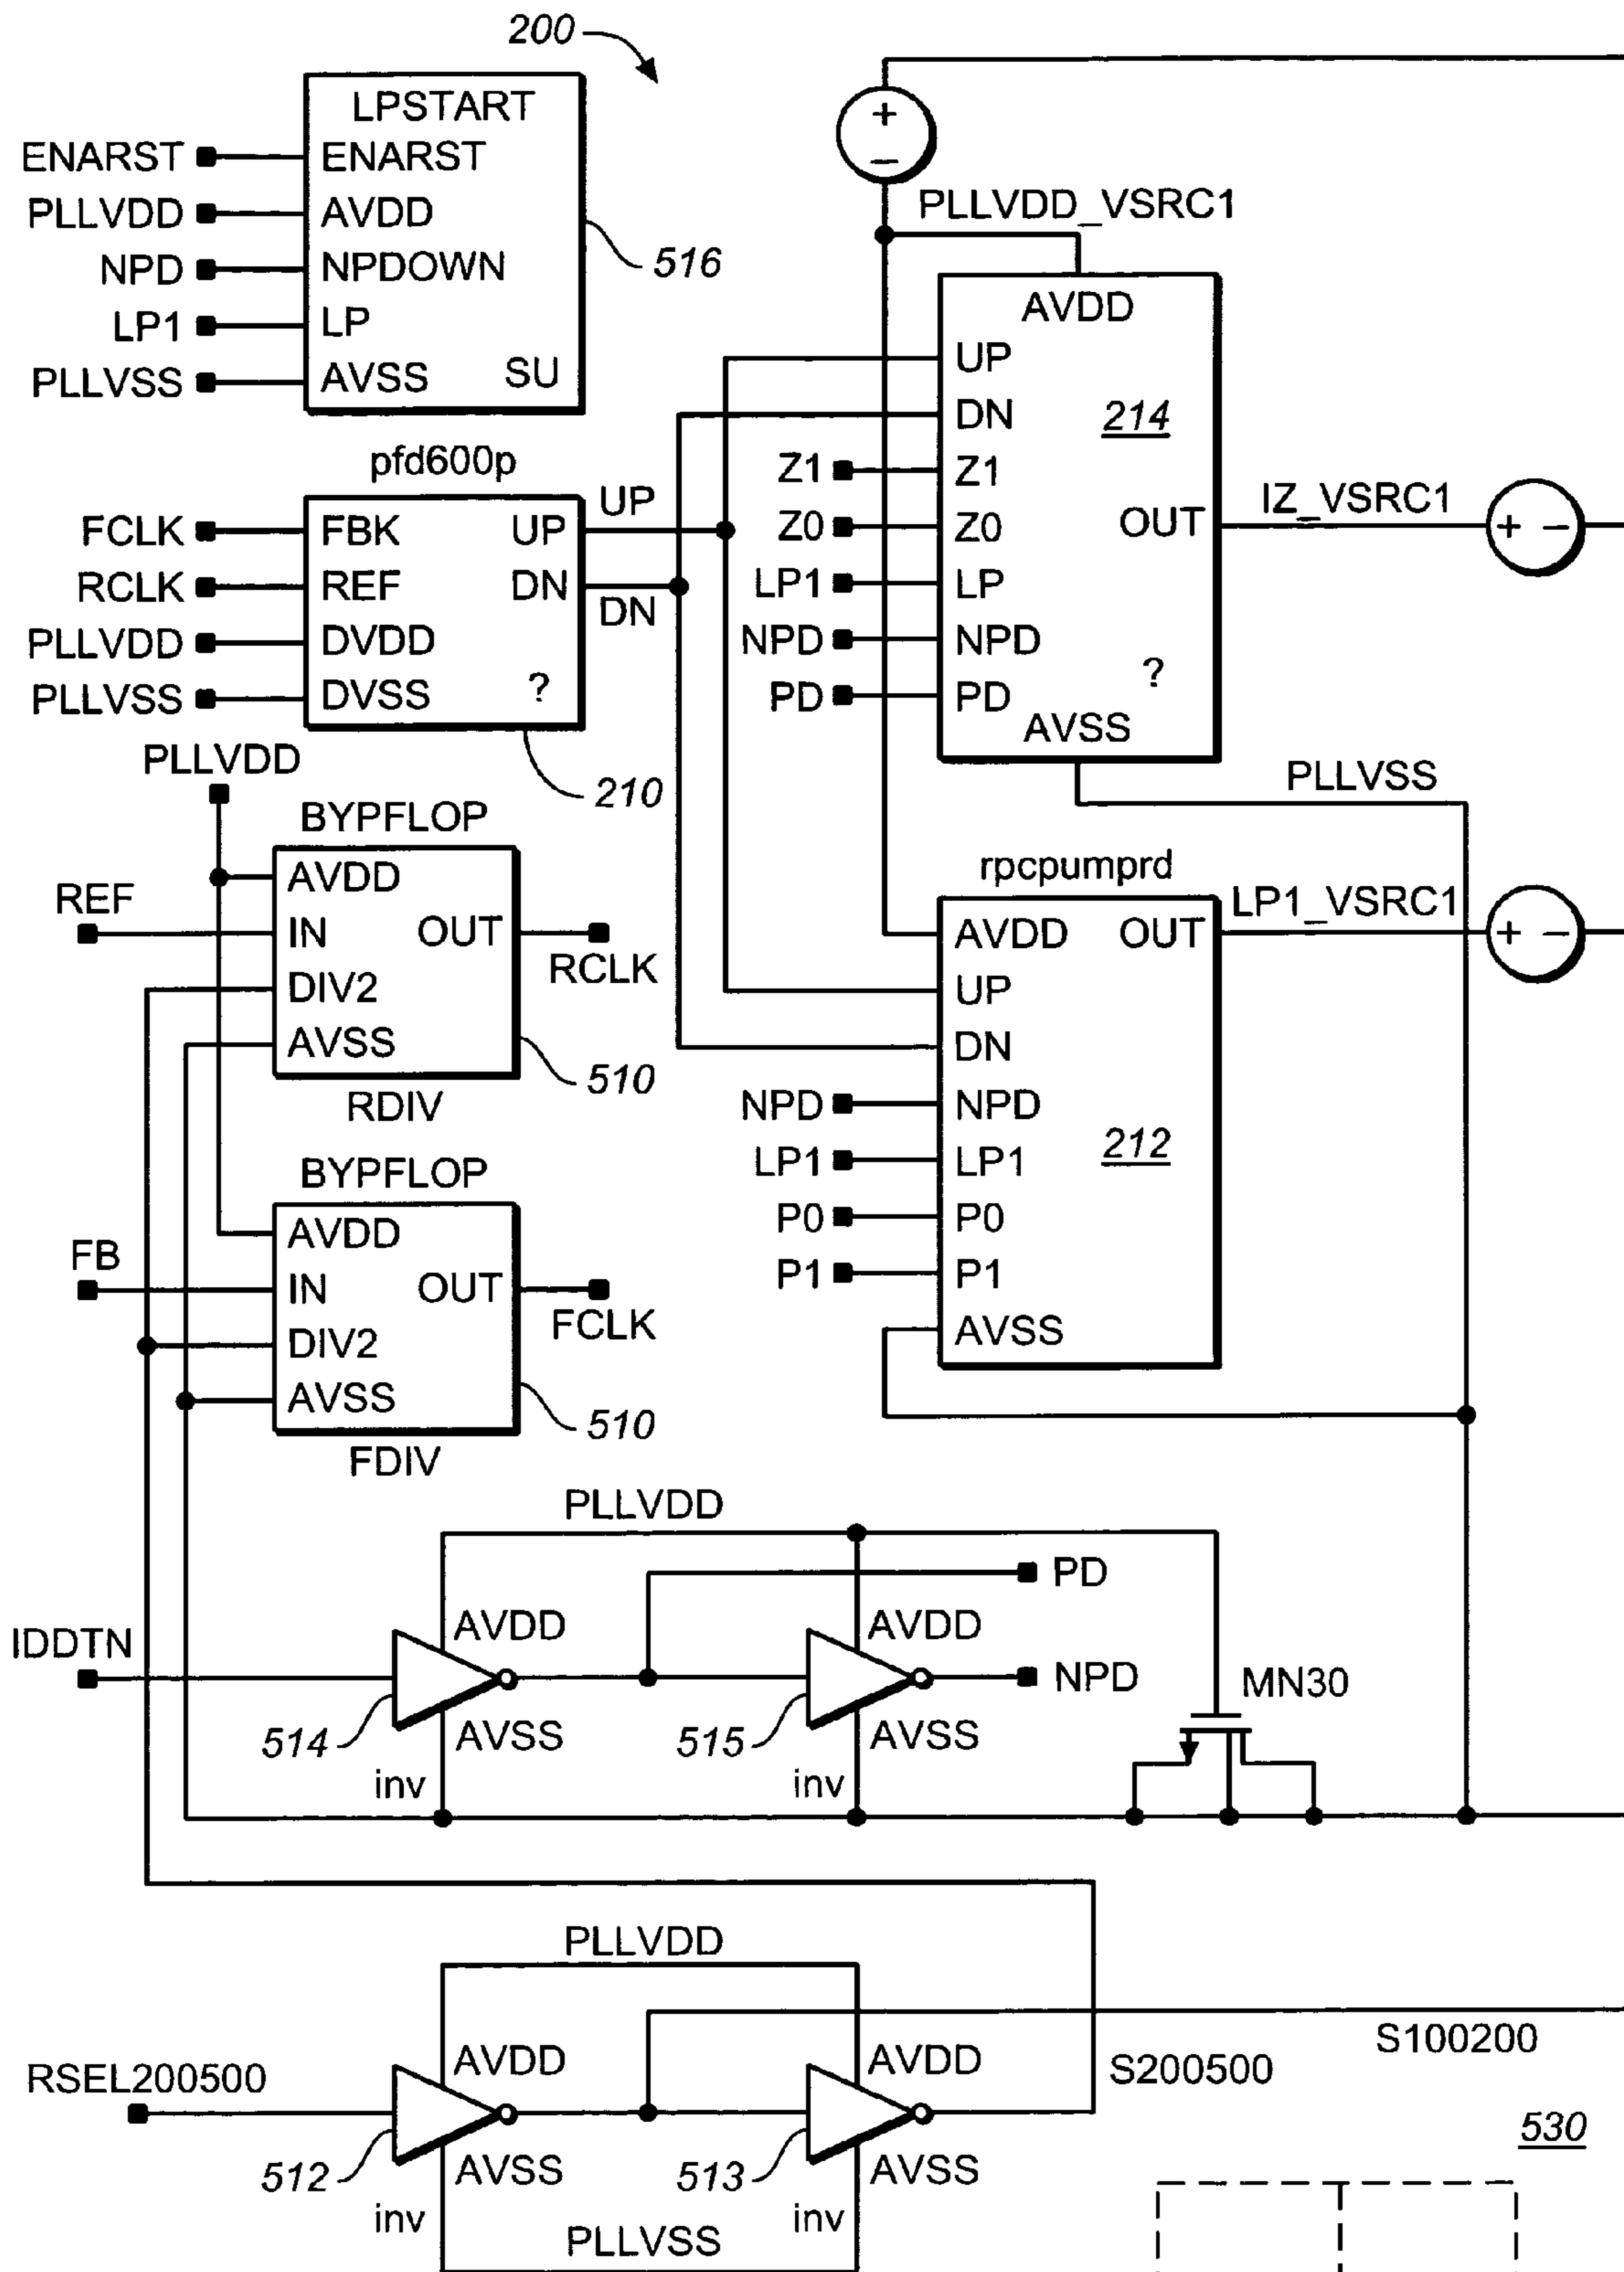 200
LPSTART
ENARST ENARST
PLLVDD AVDD
NPD NPDOWN
LP1 LP
PLLVSS AVSS SU
516
pfd600p
FCLK FBK UP UP
RCLK REF DN DN
PLLVDD DVDD
PLLVSS DVSS ?
210
+
−
PLLVDD_VSRC1
AVDD
UP
DN 214
Z1 Z1
Z0 Z0 OUT IZ_VSRC1 + −
LP1 LP
NPD NPD
PD PD ?
AVSS
PLLVSS
PLLVDD
BYPFLOP
AVDD
REF IN OUT RCLK
DIV2
AVSS
510
RDIV
BYPFLOP
AVDD
FB IN OUT FCLK
DIV2
AVSS
510
FDIV
rpcpumprd
AVDD OUT LP1_VSRC1 + −
UP
DN
NPD NPD
LP1 LP1 212
P0 P0
P1 P1
AVSS
PLLVDD
PD
AVDD AVDD
IDDTN NPD MN30
514 AVSS 515 AVSS
inv inv
PLLVDD
S100200
AVDD AVDD
RSEL200500 S200500
512 AVSS 513 AVSS
inv inv
PLLVSS
530